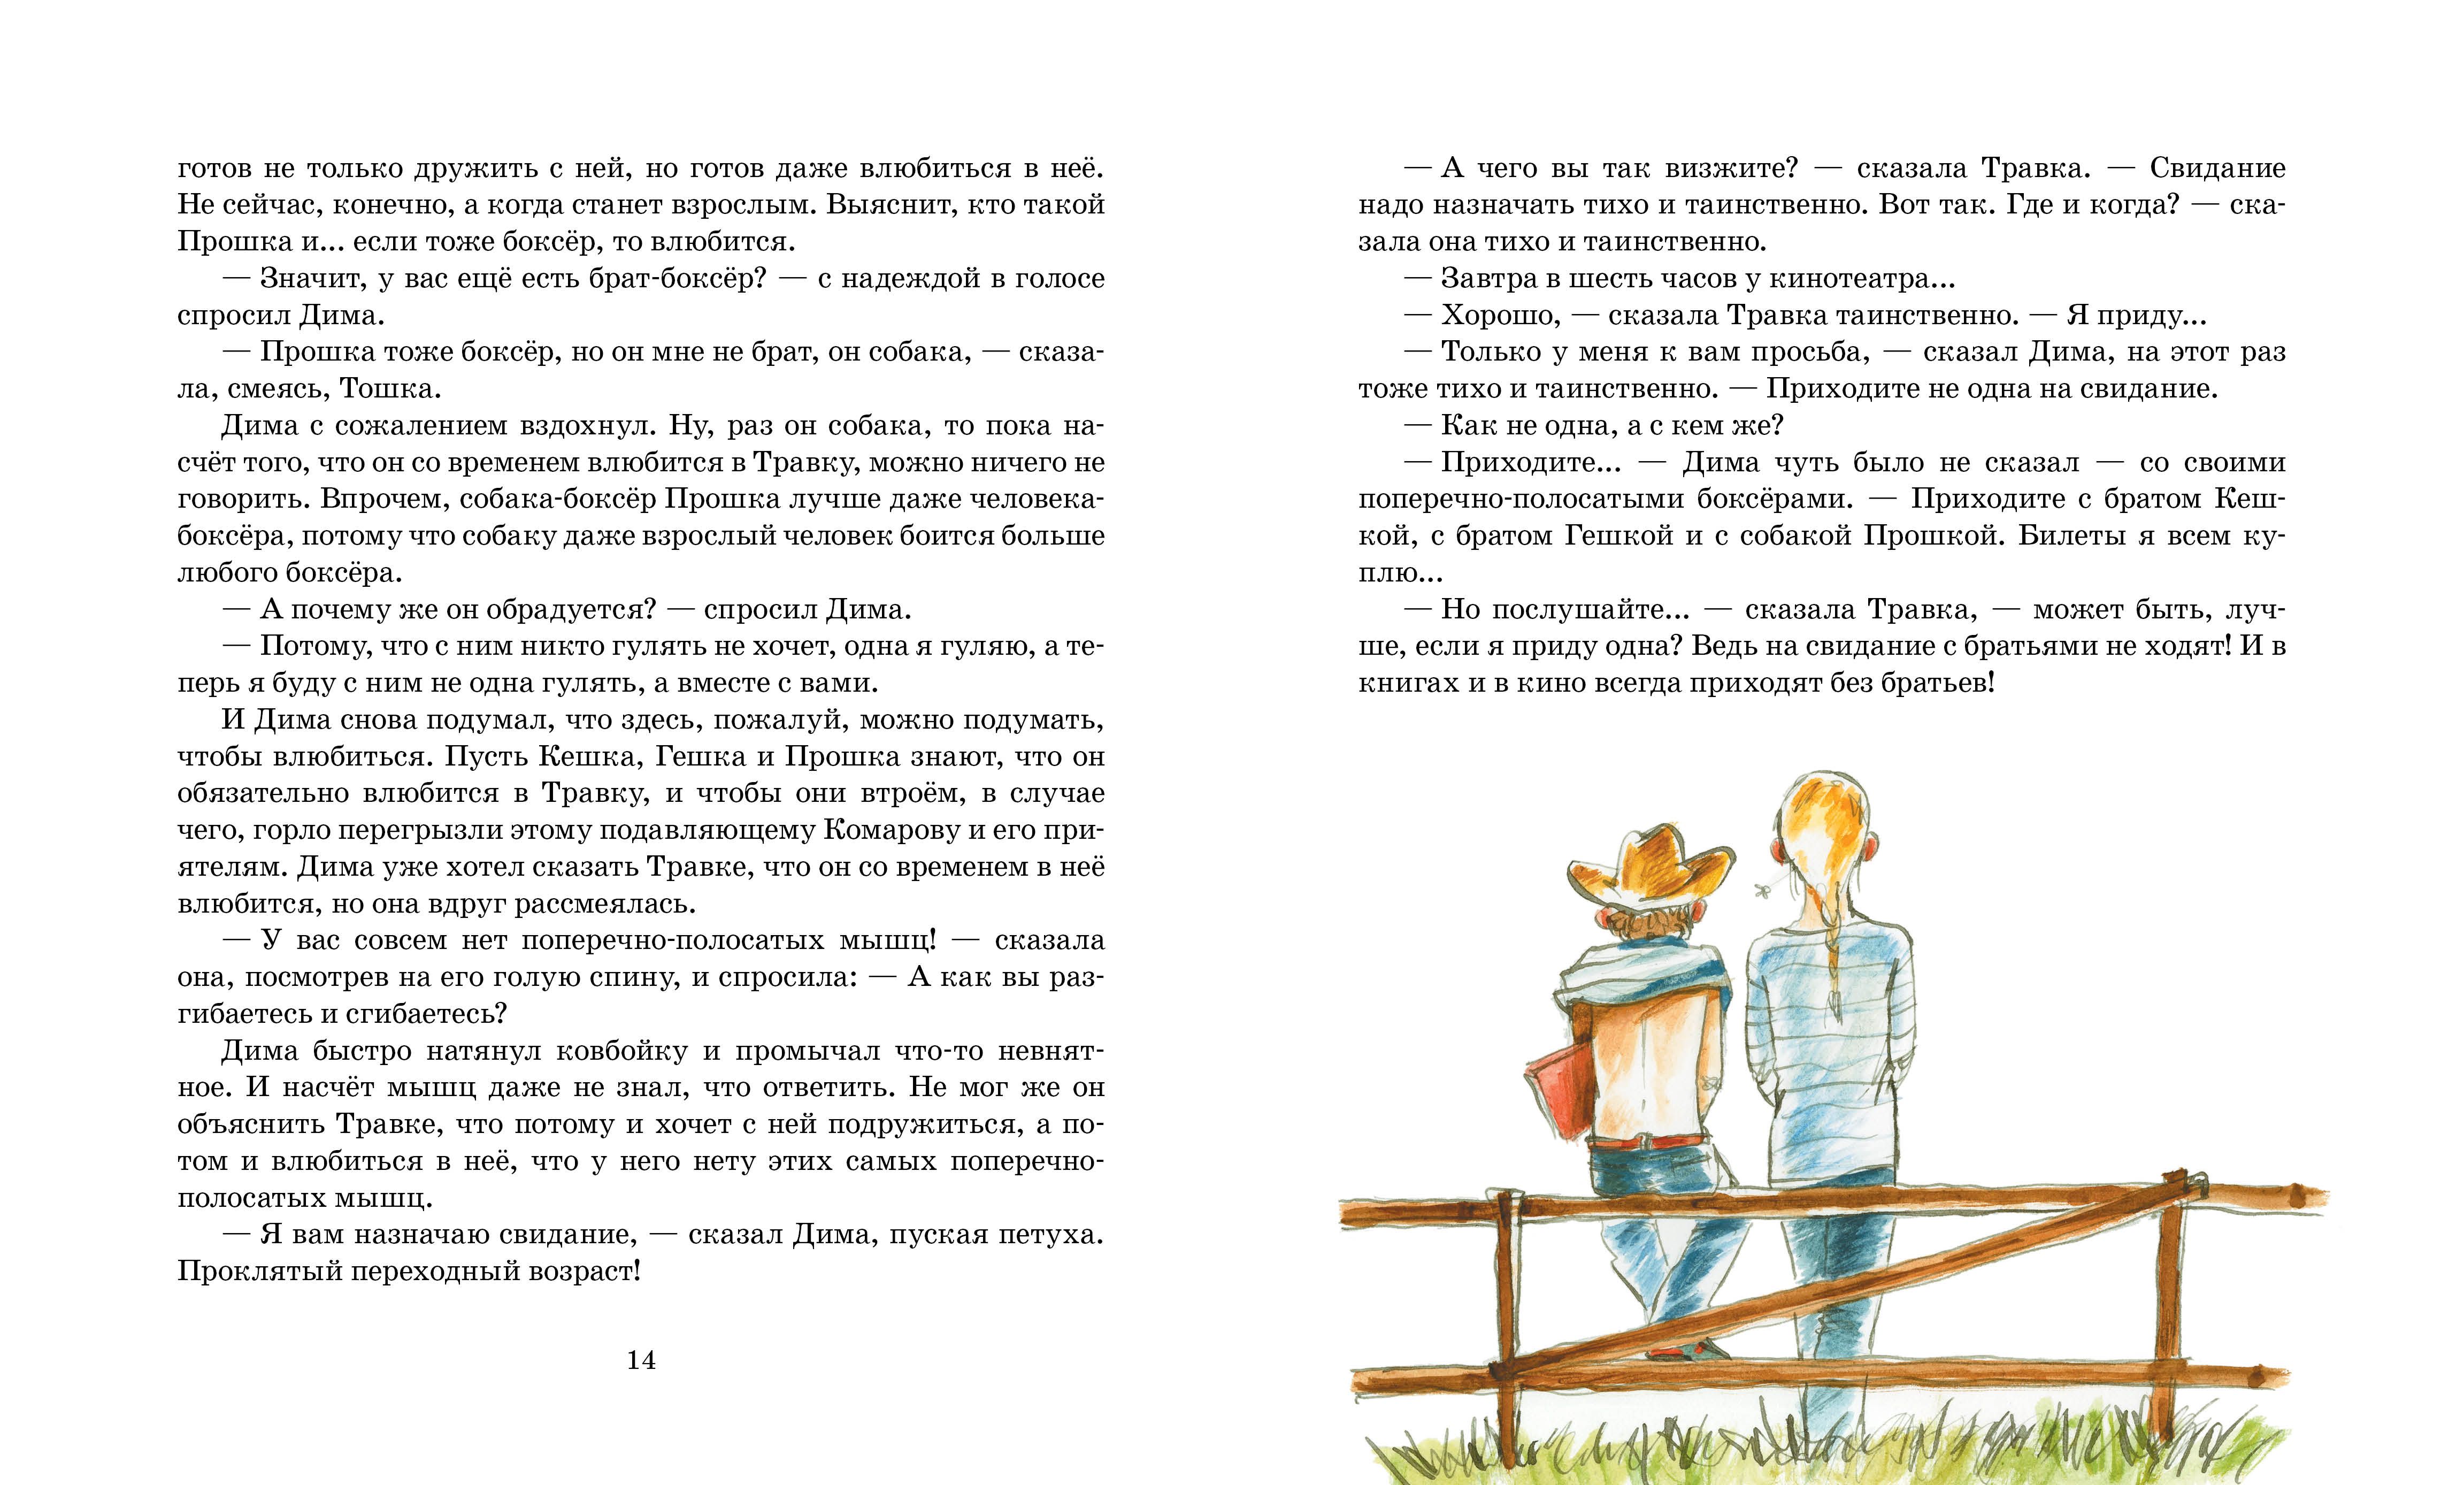 готов не только дружить с ней, но готов даже влюбиться в неё.
Не сейчас, конечно, а когда станет взрослым. Выяснит, кто такой
Прошка и... если тоже боксёр, то влюбится.
— Значит, у вас ещё есть брат-боксёр? — с надеждой в голосе
спросил Дима.
— Прошка тоже боксёр, но он мне не брат, он собака, — сказа-
ла, смеясь, Тошка.
Дима с сожалением вздохнул. Ну, раз он собака, то пока на-
счёт того, что он со временем влюбится в Травку, можно ничего не
говорить. Впрочем, собака-боксёр Прошка лучше даже человека-
боксёра, потому что собаку даже взрослый человек боится больше
любого боксёра.
— А почему же он обрадуется? — спросил Дима.
— Потому, что с ним никто гулять не хочет, одна я гуляю, а те-
перь я буду с ним не одна гулять, а вместе с вами.
И Дима снова подумал, что здесь, пожалуй, можно подумать,
чтобы влюбиться. Пусть Кешка, Гешка и Прошка знают, что он
обязательно влюбится в Травку, и чтобы они втроём, в случае
чего, горло перегрызли этому подавляющему Комарову и его при-
ятелям. Дима уже хотел сказать Травке, что он со временем в неё
влюбится, но она вдруг рассмеялась.
— У вас совсем нет поперечно-полосатых мышц! — сказала
она, посмотрев на его голую спину, и спросила: — А как вы раз-
гибаетесь и сгибаетесь?
Дима быстро натянул ковбойку и промычал что-то невнят-
ное. И насчёт мышц даже не знал, что ответить. Не мог же он
объяснить Травке, что потому и хочет с ней подружиться, а по-
том и влюбиться в неё, что у него нету этих самых поперечно-
полосатых мышц.
— Я вам назначаю свидание, — сказал Дима, пуская петуха.
Проклятый переходный возраст!
14
— А чего вы так визжите? — сказала Травка. — Свидание
надо назначать тихо и таинственно. Вот так. Где и когда? — ска-
зала она тихо и таинственно.
— Завтра в шесть часов у кинотеатра...
— Хорошо, — сказала Травка таинственно. — Я приду...
— Только у меня к вам просьба, — сказал Дима, на этот раз
тоже тихо и таинственно. — Приходите не одна на свидание.
— Как не одна, а с кем же?
— Приходите... — Дима чуть было не сказал — со своими
поперечно-полосатыми боксёрами. — Приходите с братом Кеш-
кой, с братом Гешкой и с собакой Прошкой. Билеты я всем ку-
плю...
— Но послушайте... — сказала Травка, — может быть, луч-
ше, если я приду одна? Ведь на свидание с братьями не ходят! И в
книгах и в кино всегда приходят без братьев!